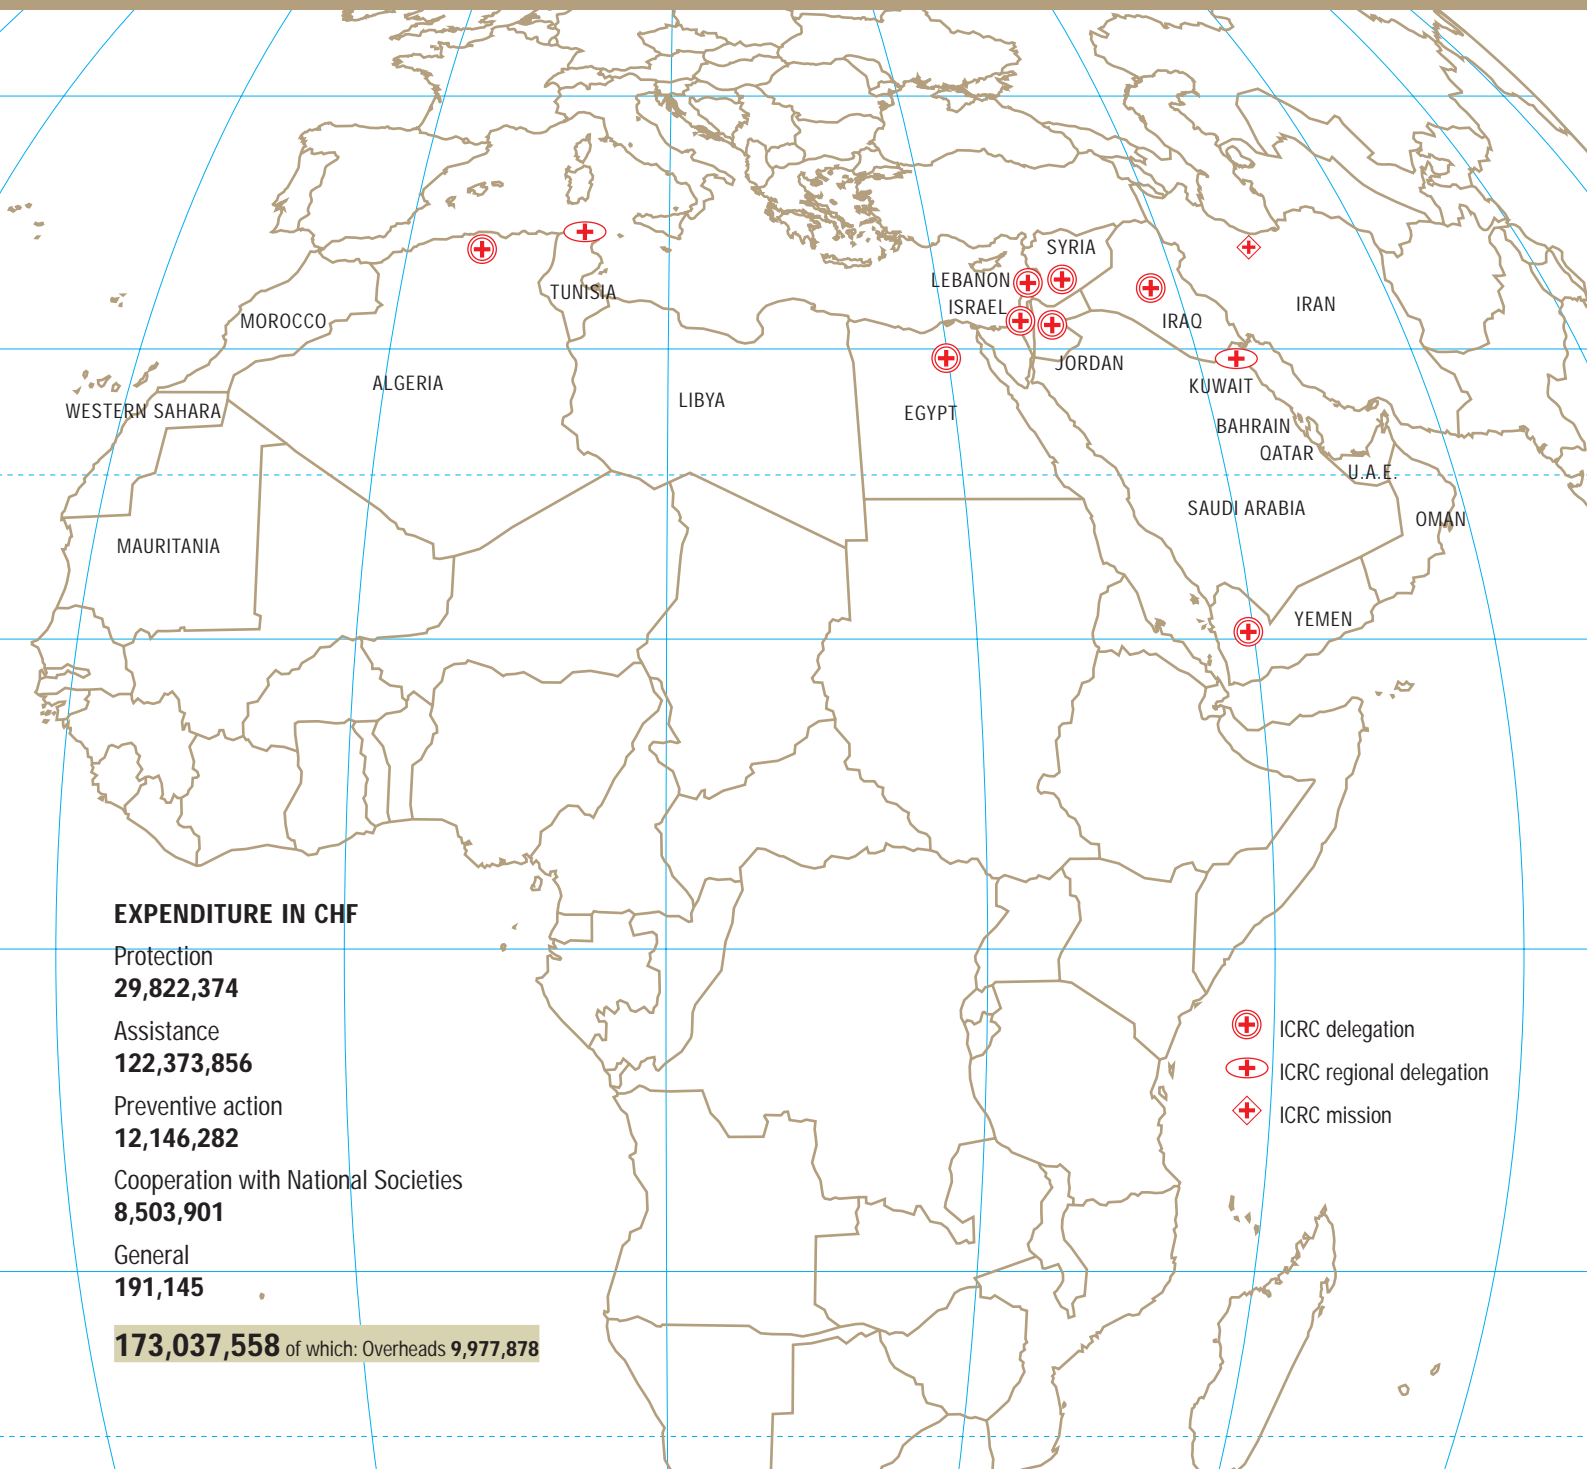 SYRIA
LEBANON
ISRAEL
TUNISIA
IRAN
MOROCCO
IRAQ
JORDAN
ALGERIA
KUWAIT
LIBYA
WESTERN SAHARA
EGYPT
BAHRAIN
QATAR
U.A.E.
SAUDI ARABIA
OMAN
MAURITANIA
YEMEN
EXPENDITURE IN CHF
Protection
29,822,374
Assistance
122,373,856
Preventive action
12,146,282
Cooperation with National Societies
8,503,901
General
191,145
173,037,558 of which: Overheads 9,977,878
ICRC delegation
ICRC regional delegation
ICRC mission